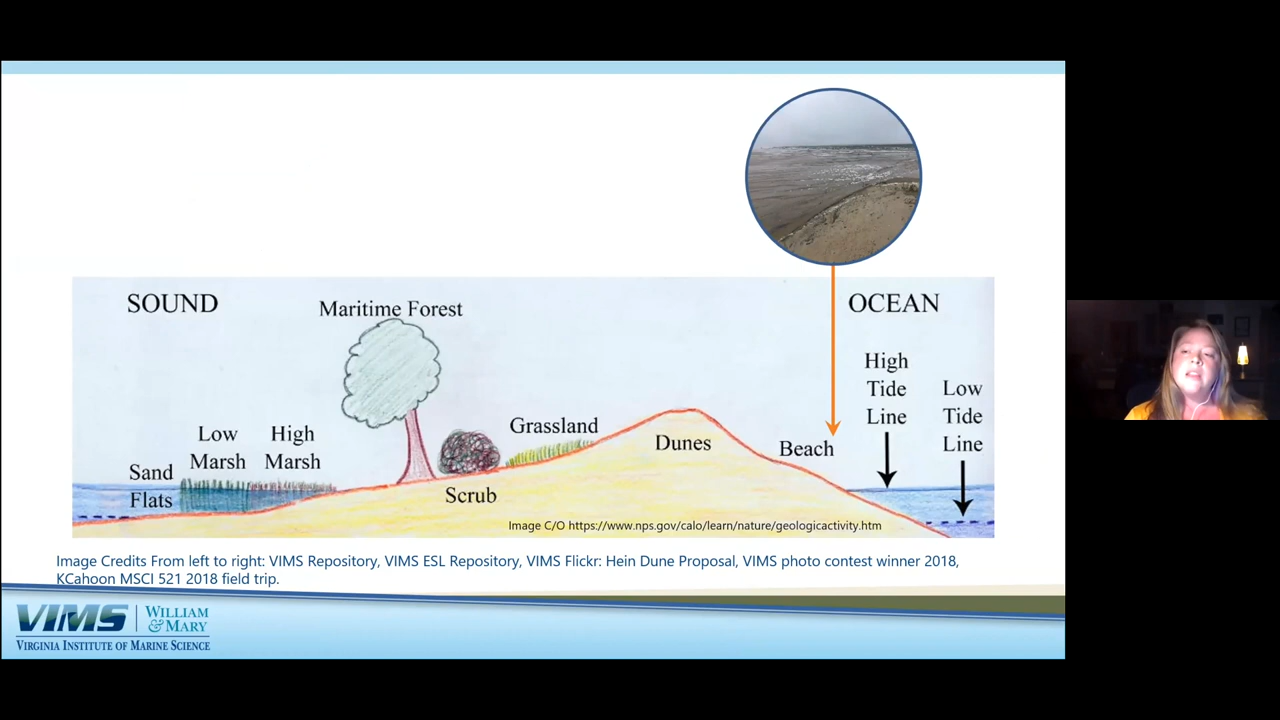 SOUND
OCEAN
Maritime Forest
High
Tide
Line
Low
Tide
Line
Low
Marsh
High
Marsh
Grassland
Dunes
Beach
Sand
Flats
Scrub
Image C/O https://www.nps.gov/calo/learn/nature/geologicactivity.htm
Image Credits From left to right: VIMS Repository, VIMS ESL Repository, VIMS Flickr: Hein Dune Proposal, VIMS photo contest winner 2018,
KCahoon MSCI 521 2018 field trip.
VIMS
WILLIAM
& MARY
VIRGINIA INSTITUTE OF MARINE SCIENCE